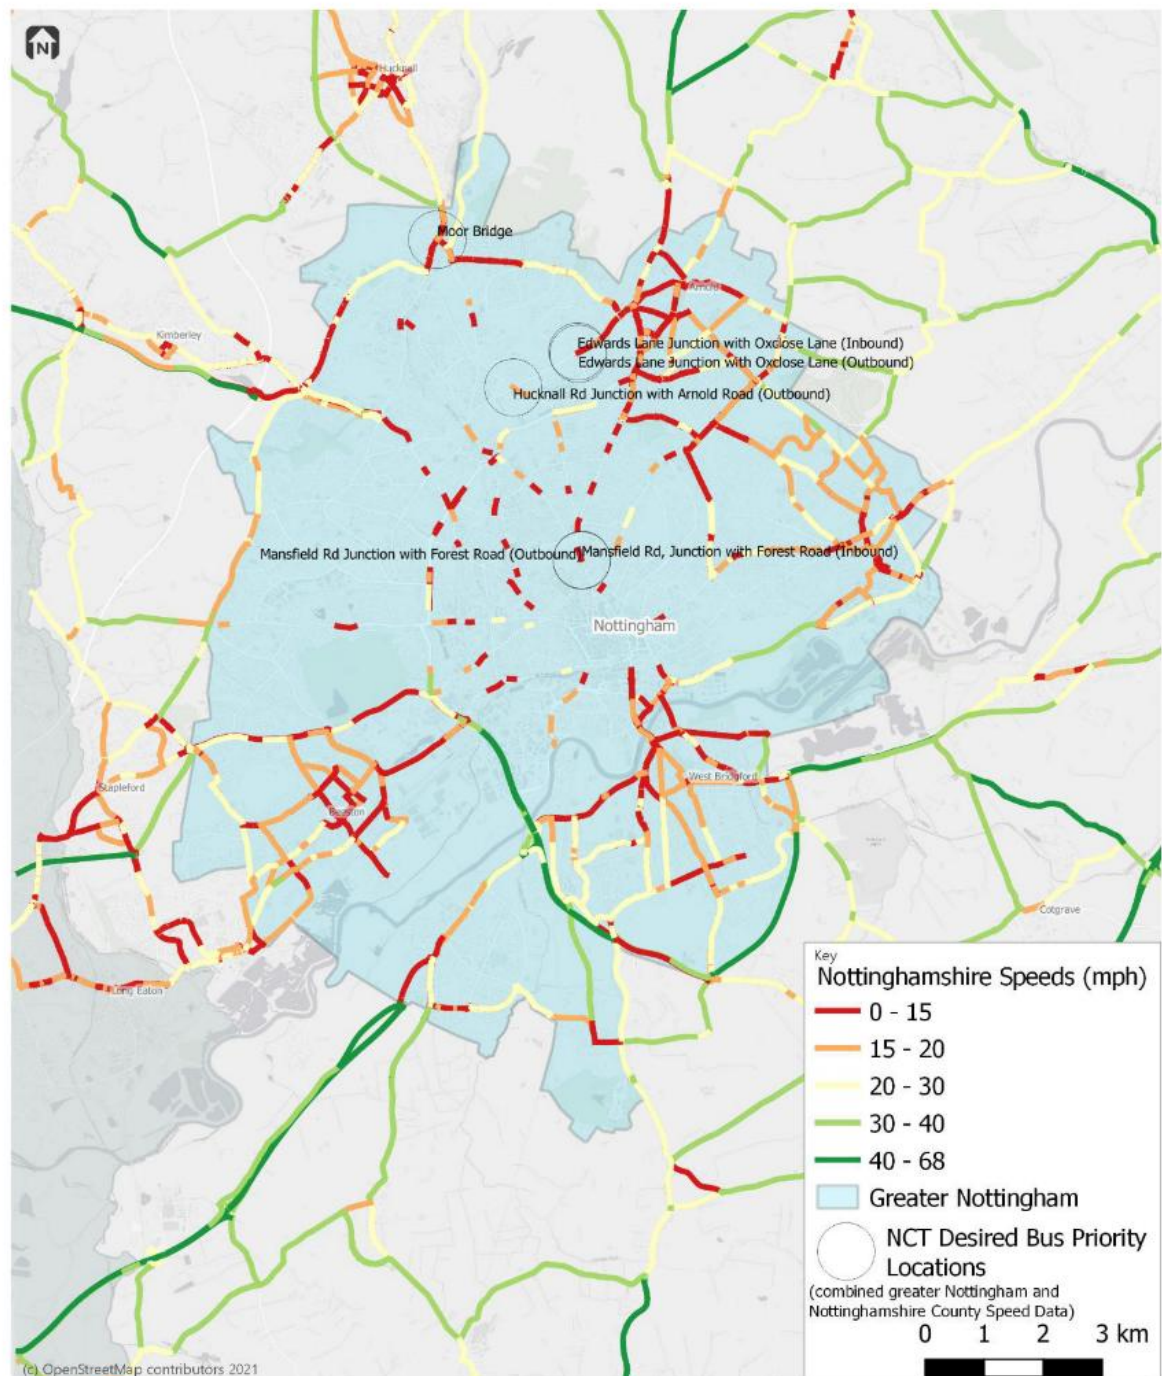 N
Hucknall
Moor Bridge
Arnold
Kimberley
Edwards Lane Junction with Oxclose Lane (Inbound)
Edwards Lane Junction with Oxclose Lane (Outbound)
Hucknall Rd Junction with Arnold Road (Outbound)
Mansfield Rd Junction with Forest Road (Outbound)
Mansfield Rd, Junction with Forest Road (Inbound)
Nottingham
West Bridgford
Stapleford
Beeston
Cotgrave
Long Eaton
Key
Nottinghamshire Speeds (mph)
0 - 15
15 - 20
20 - 30
30 - 40
40 - 68
Greater Nottingham
NCT Desired Bus Priority
Locations
(combined greater Nottingham and
Nottinghamshire County Speed Data)
0 1 2 3 km
(c) OpenStreetMap contributors 2021